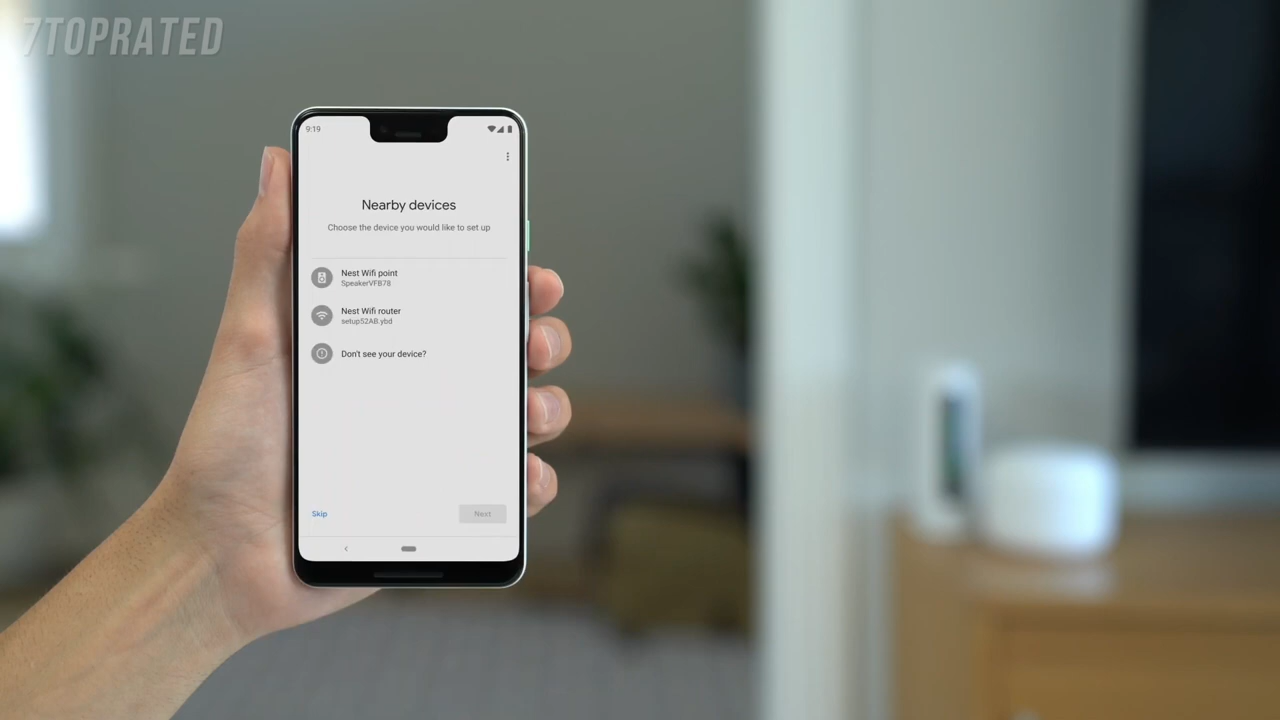 7TOPRATED
9:19
Nearby devices
Choose the device you would like to set up
Nest Wifi point
SpeakerVFB78
Nest Wifi router
setup52AB.ybd
Don't see your device?
Skip
Next